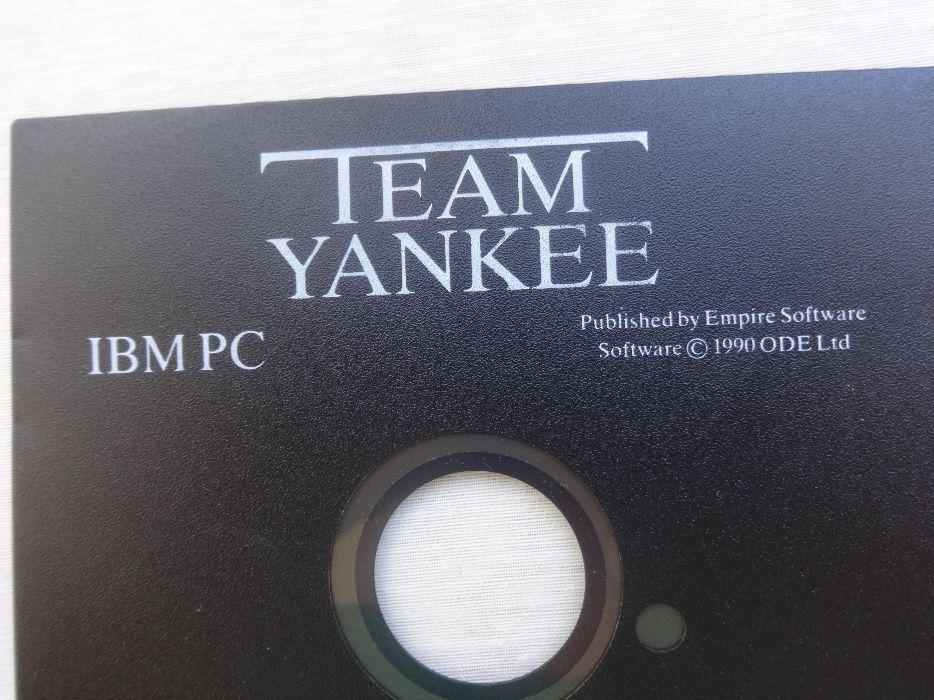 TEAM
YANKEE
IBM PC
Published by Empire Software
Software © 1990 ODE Ltd